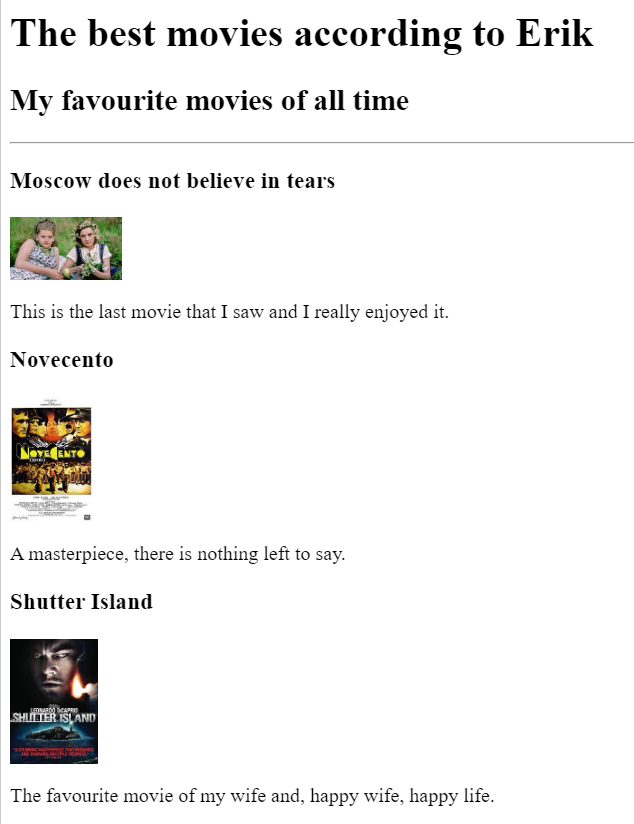 The best movies according to Erik
My favourite movies of all time
Moscow does not believe in tears
This is the last movie that I saw and I really enjoyed it.
Novecento
NOVECENTO
A masterpiece, there is nothing left to say.
Shutter Island
LEONARDO DiCAPRIO
SHUTTER ISLAND
The favourite movie of my wife and, happy wife, happy life.